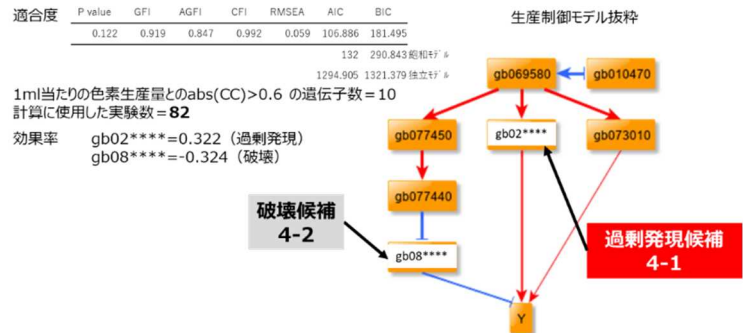 適合度
P value GFI AGFI CFI RMSEA AIC BIC
0.122 0.919 0.847 0.992 0.059 106.886 181.495
132 290.843 飽和ﾓﾃﾞﾙ
1294.905 1321.379 独立ﾓﾃﾞﾙ
1ml当たりの色素生産量とのabs(CC)>0.6 の遺伝子数＝10
計算に使用した実験数＝82
効果率 gb02****=0.322（過剰発現）
gb08****=-0.324（破壊）
生産制御モデル抜粋
gb069580
gb010470
gb077450
gb02****
gb073010
gb077440
破壊候補
4-2
過剰発現候補
4-1
gb08****
Y